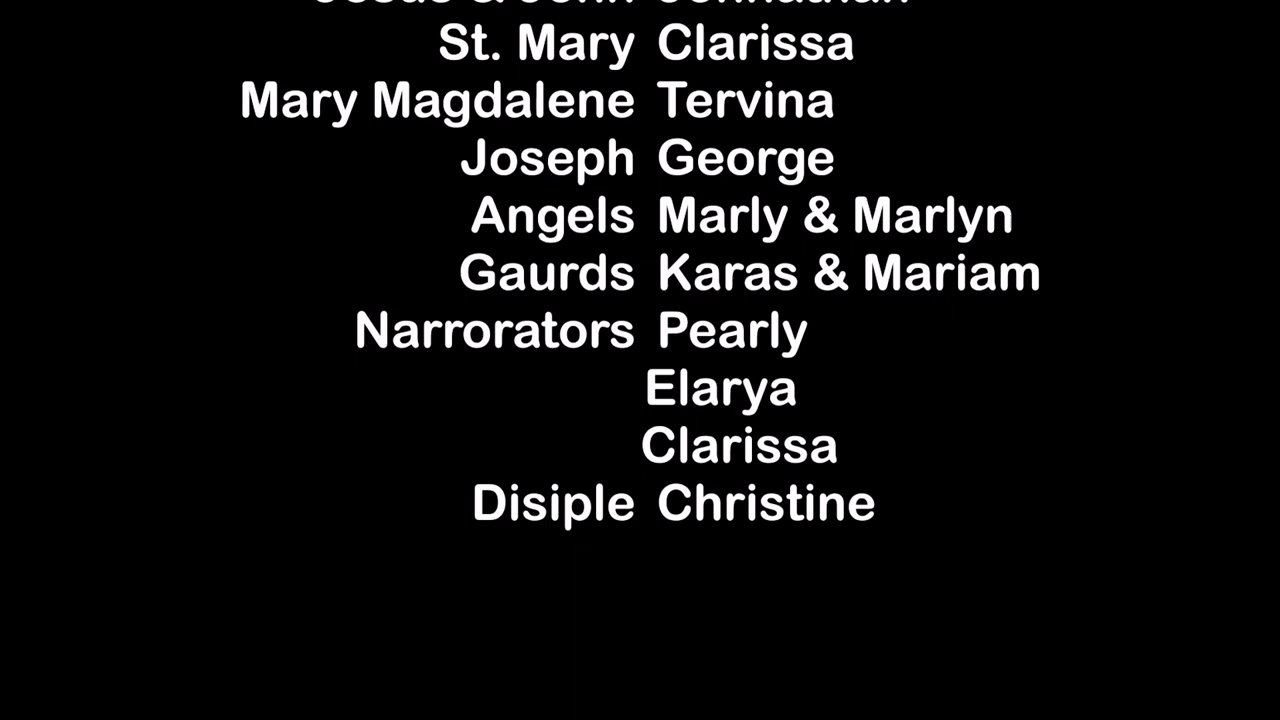 St. Mary Clarissa
Mary Magdalene Tervina
Joseph George
Angels Marly & Marlyn
Gaurds Karas & Mariam
Narrorators Pearly
Elarya
Clarissa
Disiple Christine